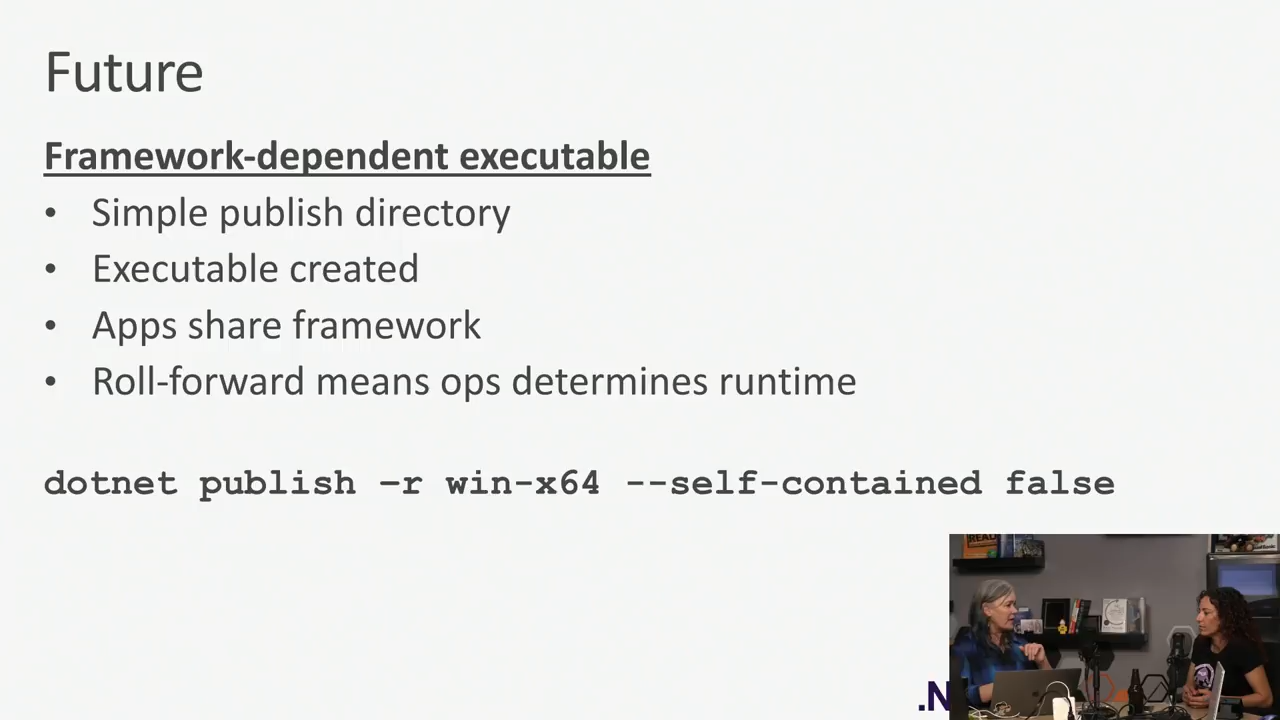 Future
Framework-dependent executable
• Simple publish directory
• Executable created
• Apps share framework
• Roll-forward means ops determines runtime
dotnet publish –r win-x64 --self-contained false
READ
.N